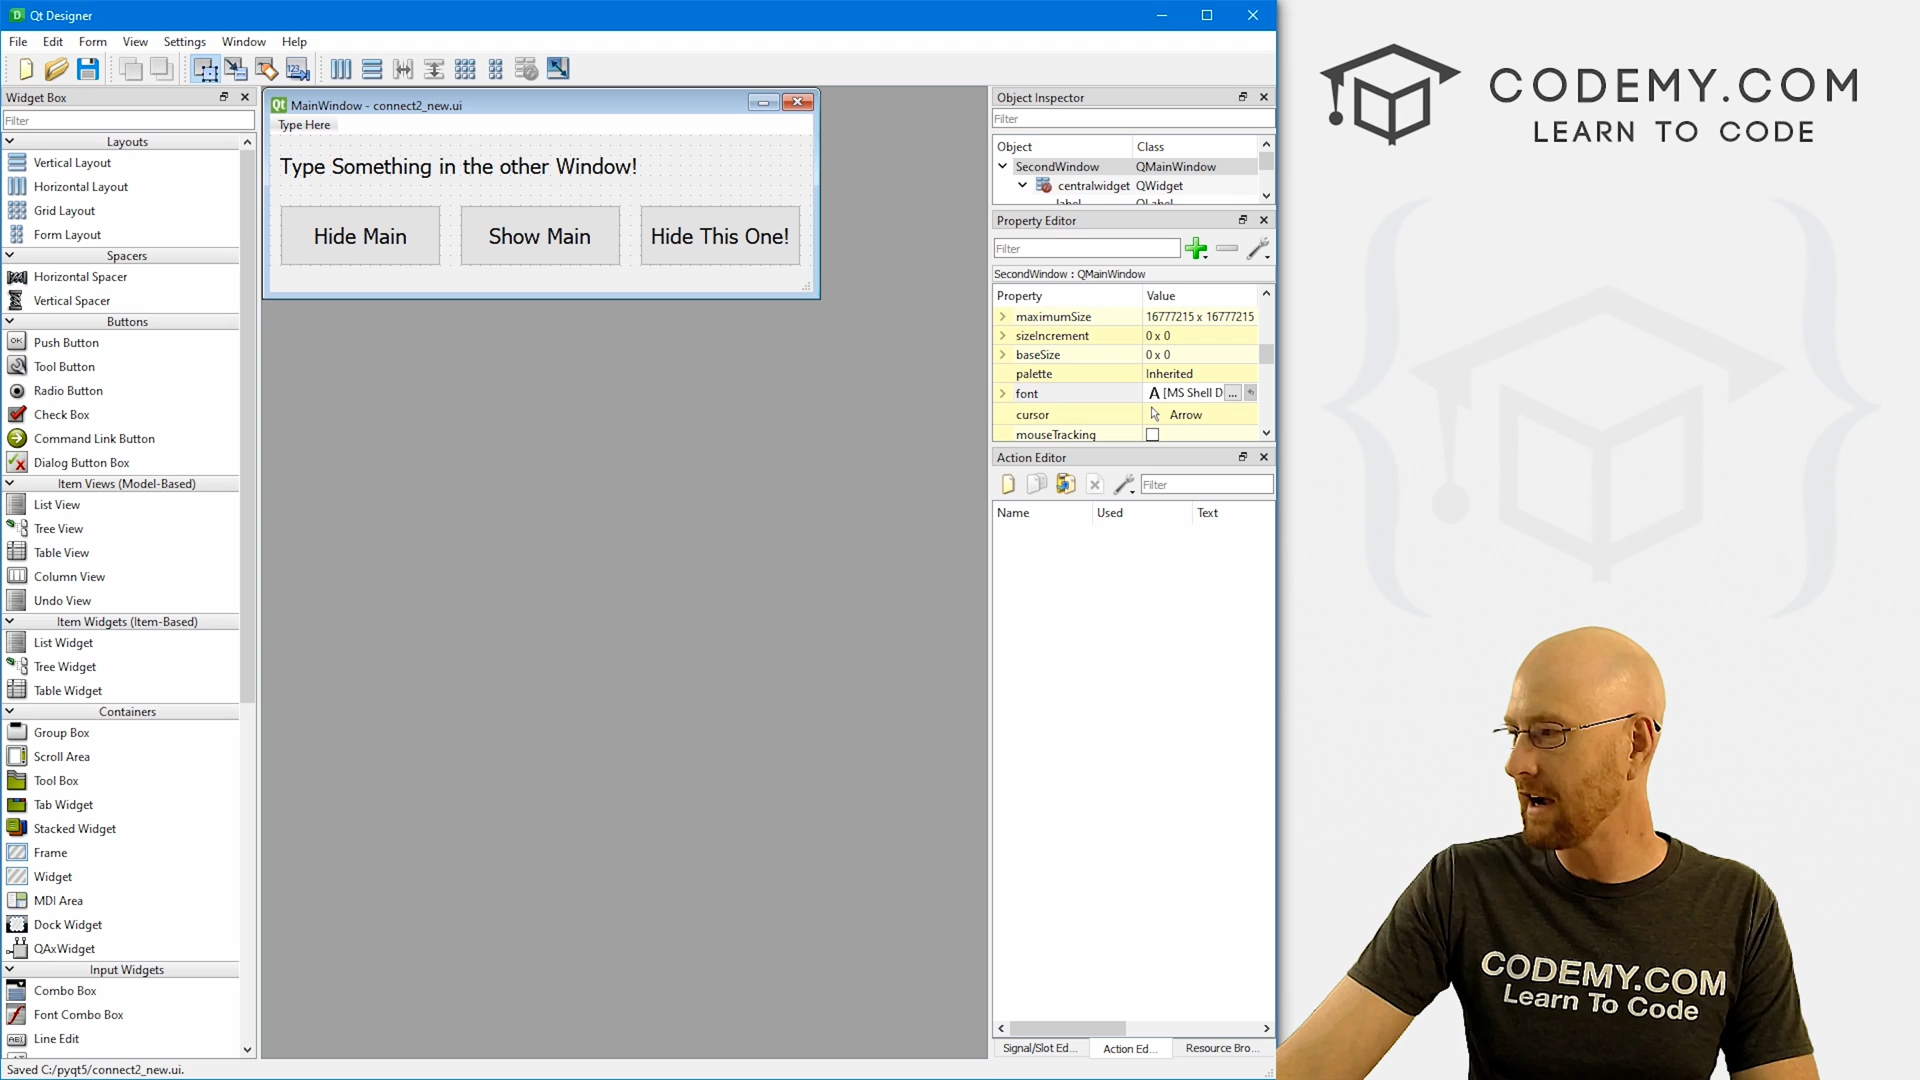 Qt Designer
File Edit Form View Settings Window Help
Widget Box
Filter
Layouts
Vertical Layout
Horizontal Layout
Grid Layout
Form Layout
Spacers
Horizontal Spacer
Vertical Spacer
Buttons
Push Button
Tool Button
Radio Button
Check Box
Command Link Button
Dialog Button Box
Item Views (Model-Based)
List View
Tree View
Table View
Column View
Undo View
Item Widgets (Item-Based)
List Widget
Tree Widget
Table Widget
Containers
Group Box
Scroll Area
Tool Box
Tab Widget
Stacked Widget
Frame
Widget
MDI Area
Dock Widget
QAxWidget
Input Widgets
Combo Box
Font Combo Box
Line Edit
Saved C:/pyqt5/connect2_new.ui.
MainWindow - connect2_new.ui
Type Here
Type Something in the other Window!
Hide Main Show Main Hide This One!
Object Inspector
Filter
Object Class
SecondWindow QMainWindow
centralwidget QWidget
label QLabel
Property Editor
Filter
SecondWindow : QMainWindow
Property Value
maximumSize 16777215 x 16777215
sizeIncrement 0 x 0
baseSize 0 x 0
palette Inherited
font A [MS Shell D ...
cursor Arrow
mouseTracking
Action Editor
Filter
Name Used Text
Signal/Slot Ed... Action Ed... Resource Bro...
CODEMY.COM
LEARN TO CODE
CODEMY.COM
Learn To Code